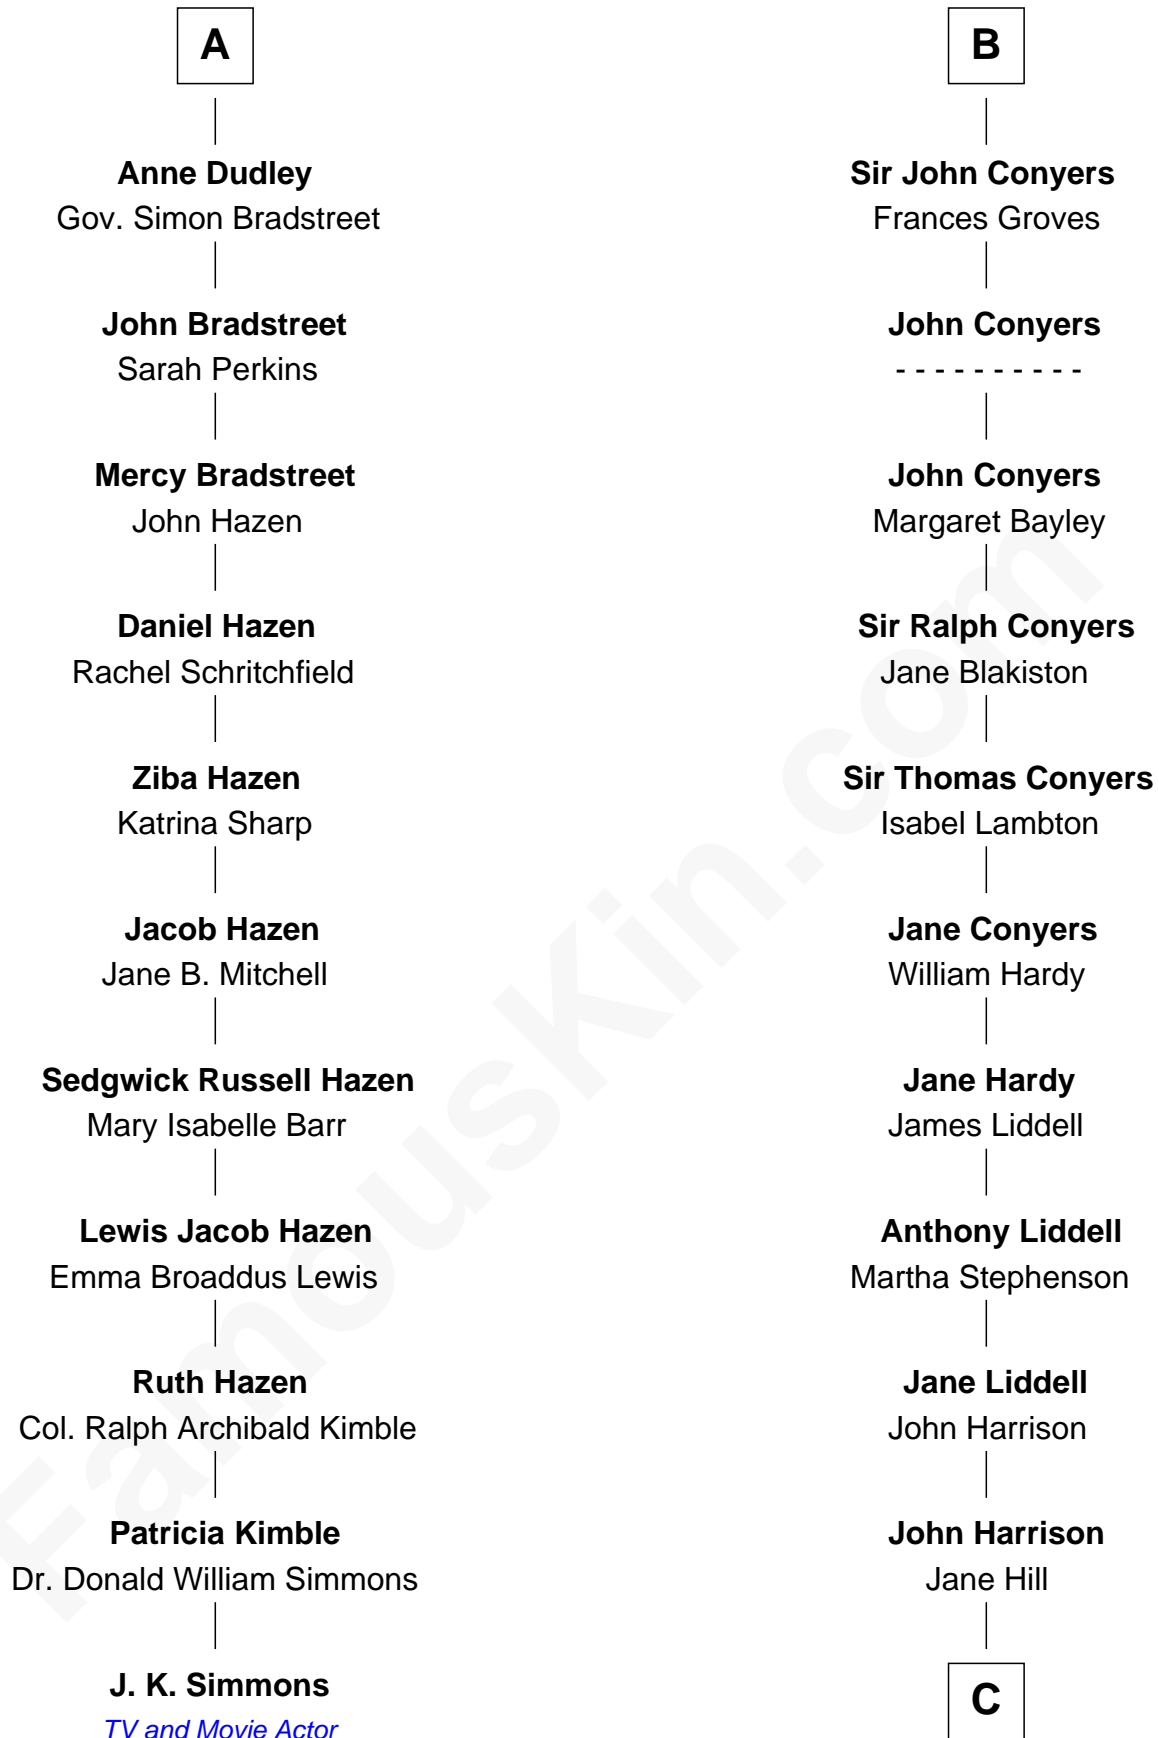 A
Anne Dudley
Gov. Simon Bradstreet
John Bradstreet
Sarah Perkins
Mercy Bradstreet
John Hazen
Daniel Hazen
Rachel Schritchfield
Ziba Hazen
Katrina Sharp
Jacob Hazen
Jane B. Mitchell
Sedgwick Russell Hazen
Mary Isabelle Barr
Lewis Jacob Hazen
Emma Broaddus Lewis
Ruth Hazen
Col. Ralph Archibald Kimble
Patricia Kimble
Dr. Donald William Simmons
J. K. Simmons
TV and Movie Actor
B
Sir John Conyers
Frances Groves
John Conyers
- - - - - - - - - -
John Conyers
Margaret Bayley
Sir Ralph Conyers
Jane Blakiston
Sir Thomas Conyers
Isabel Lambton
Jane Conyers
William Hardy
Jane Hardy
James Liddell
Anthony Liddell
Martha Stephenson
Jane Liddell
John Harrison
John Harrison
Jane Hill
C
FamousKin.com